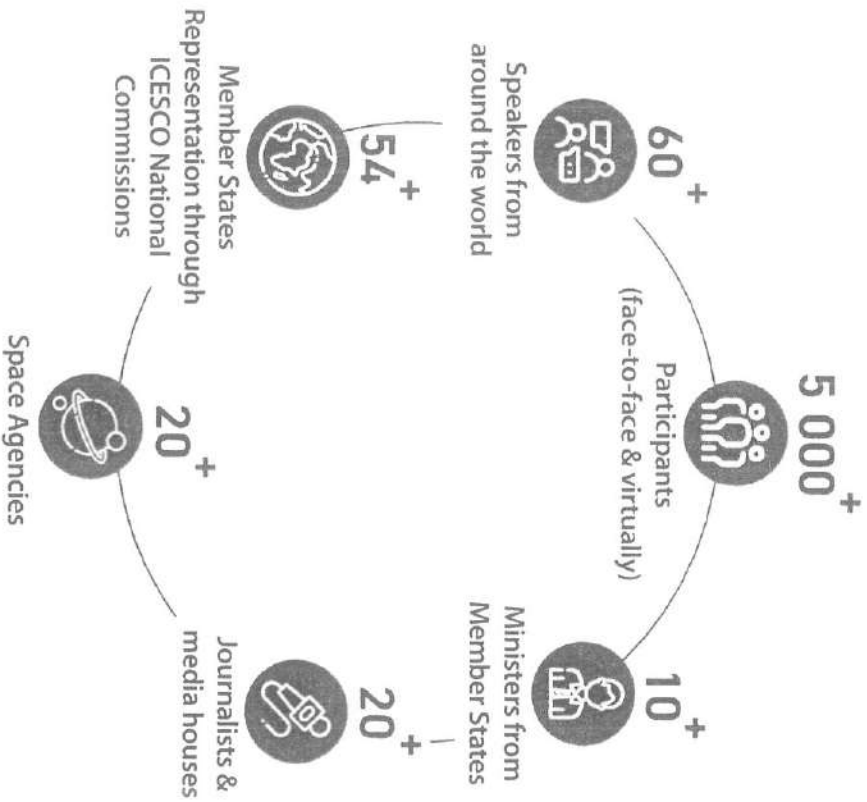 5 000+
Participants
(face-to-face & virtually)
60+
Speakers from
around the world
10+
Ministers from
Member States
54+
Member States
Representation through
ICESCO National
Commissions
20+
Journalists &
media houses
20+
Space Agencies